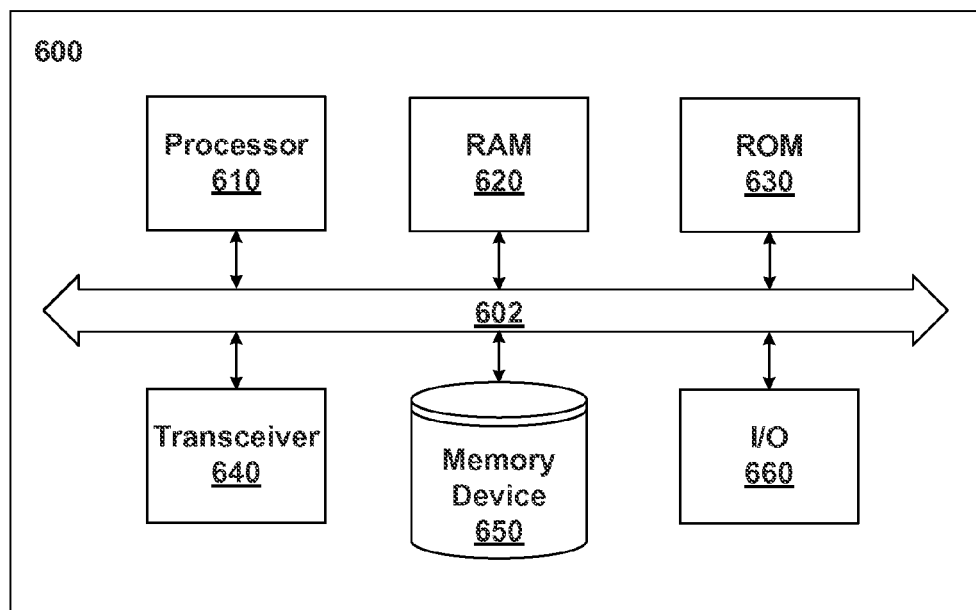 600
Processor
610
RAM
620
ROM
630
602
Transceiver
640
Memory
Device
650
I/O
660